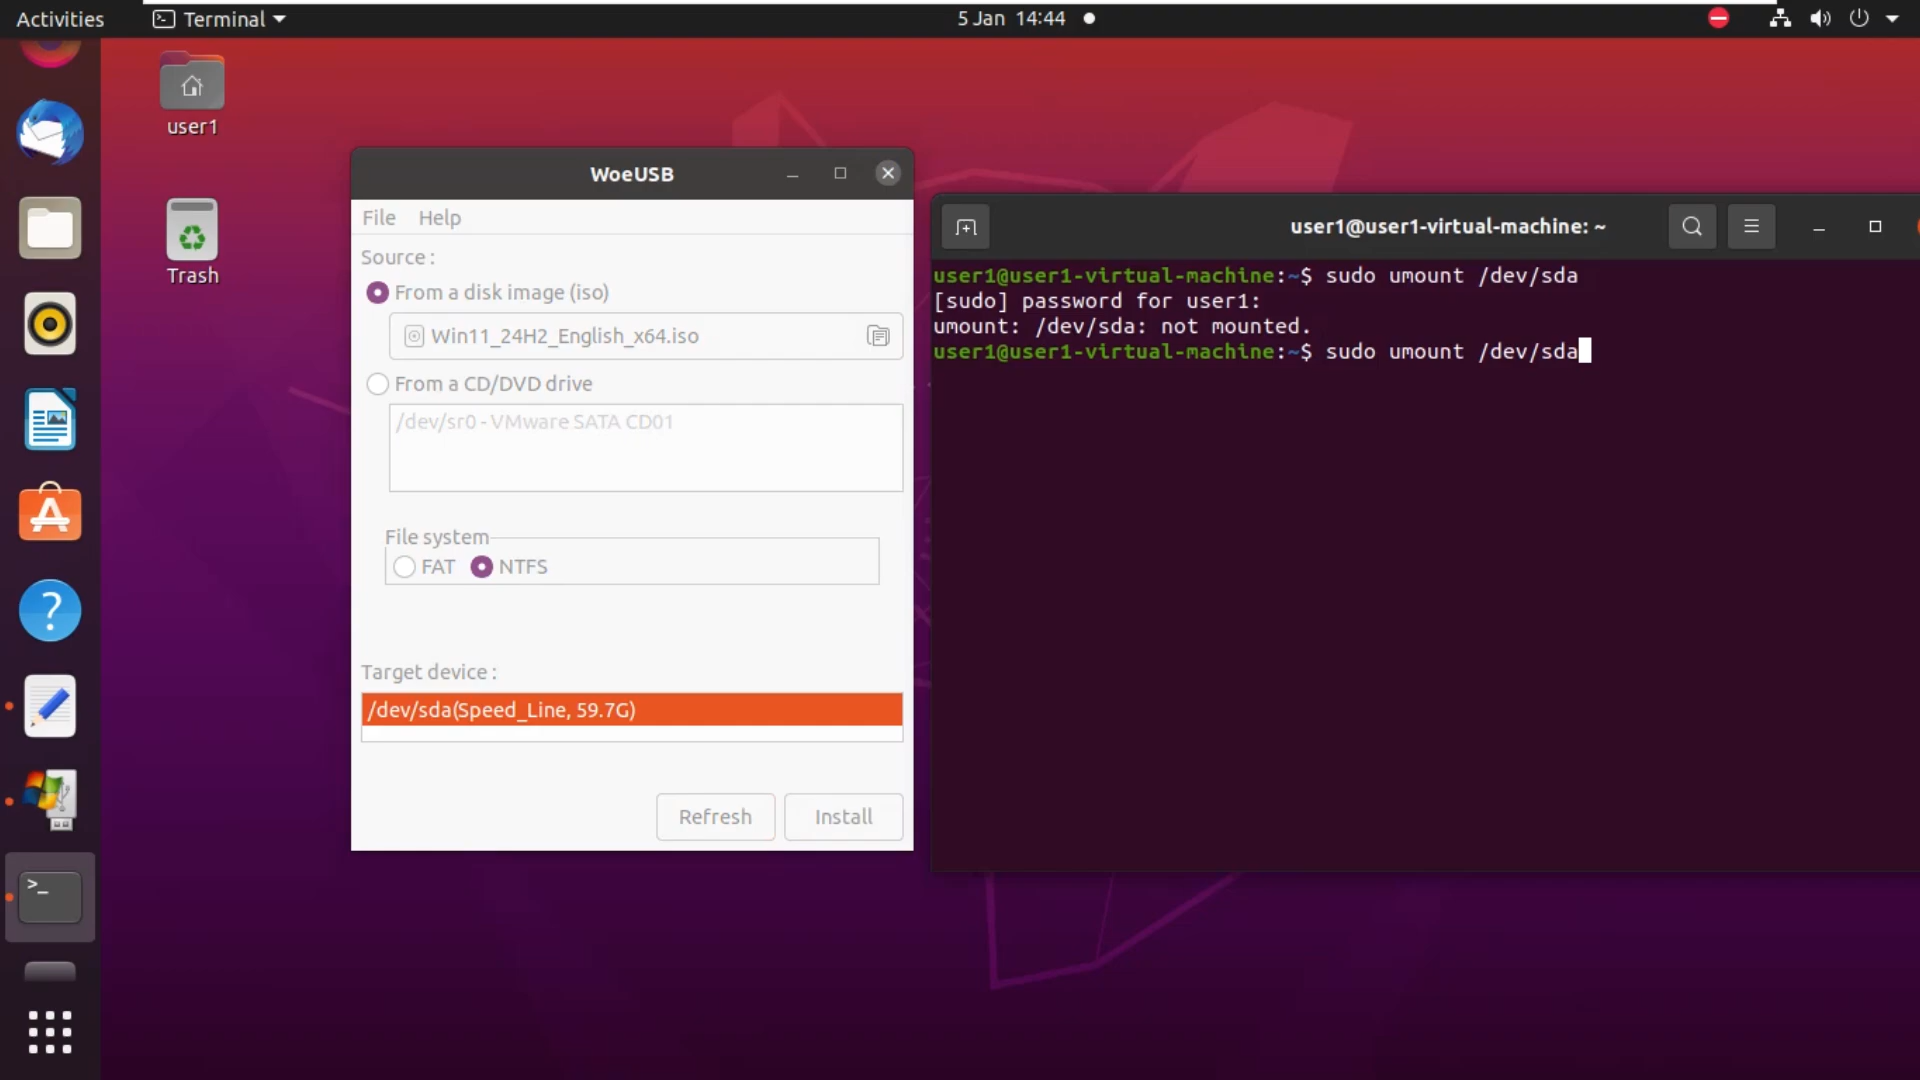 Activities
Terminal
5 Jan 14:44
user1
Trash
WoeUSB
File Help
Source :
From a disk image (iso)
Win11_24H2_English_x64.iso
From a CD/DVD drive
/dev/sr0 - VMware SATA CD01
File system
FAT NTFS
Target device :
/dev/sda(Speed_Line, 59.7G)
Refresh Install
user1@user1-virtual-machine: ~
user1@user1-virtual-machine:~$ sudo umount /dev/sda
[sudo] password for user1:
umount: /dev/sda: not mounted.
user1@user1-virtual-machine:~$ sudo umount /dev/sda